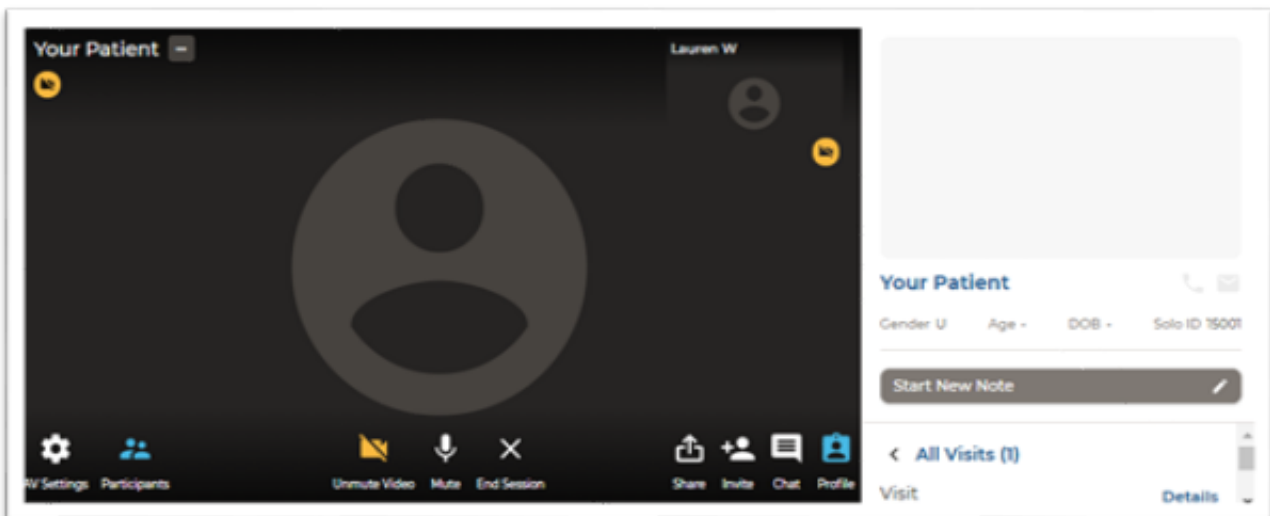 Your Patient
Lauren W
AV Settings Participants Unmute Video Mute End Session Share Invite Chat Profile
Your Patient
Gender U Age - DOB - Solo ID 15001
Start New Note
All Visits (1)
Visit Details